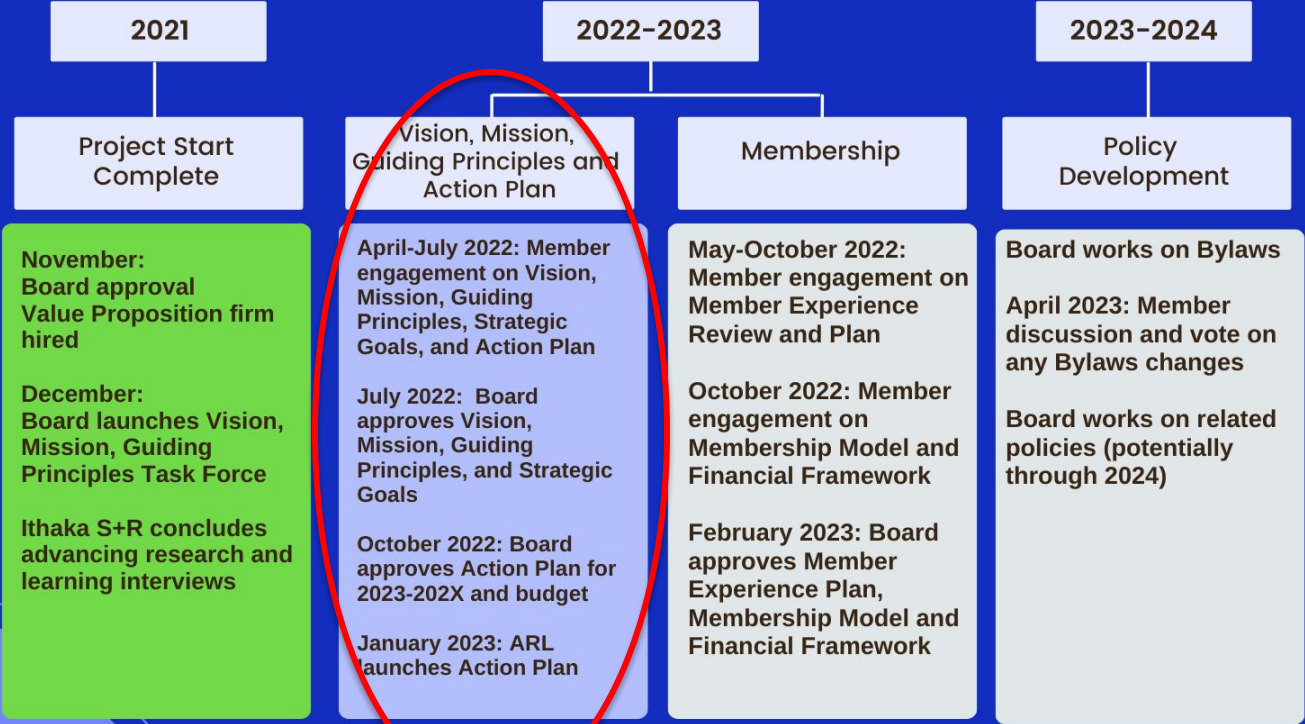 2021
Project Start
Complete
November:
Board approval
Value Proposition firm
hired
December:
Board launches Vision,
Mission, Guiding
Principles Task Force
Ithaka S+R concludes
advancing research and
learning interviews
2022-2023
Vision, Mission,
Guiding Principles and
Action Plan
April-July 2022: Member
engagement on Vision,
Mission, Guiding
Principles, Strategic
Goals, and Action Plan
July 2022:  Board
approves Vision,
Mission, Guiding
Principles, and Strategic
Goals
October 2022: Board
approves Action Plan for
2023-202X and budget
January 2023: ARL
launches Action Plan
Membership
May-October 2022:
Member engagement on
Member Experience
Review and Plan
October 2022: Member
engagement on
Membership Model and
Financial Framework
February 2023: Board
approves Member
Experience Plan,
Membership Model and
Financial Framework
2023-2024
Policy
Development
Board works on Bylaws
April 2023: Member
discussion and vote on
any Bylaws changes
Board works on related
policies (potentially
through 2024)